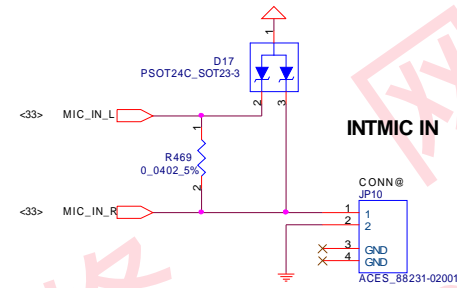 1
D17
PSOT24C_SOT23-3
2
3
<33>
MIC_IN_L
1
R469
0_0402_5%
2
INTMIC IN
<33>
MIC_IN_R
CONN@
JP10
1
1
2
2
3
GND
4
GND
ACES_88231-02001